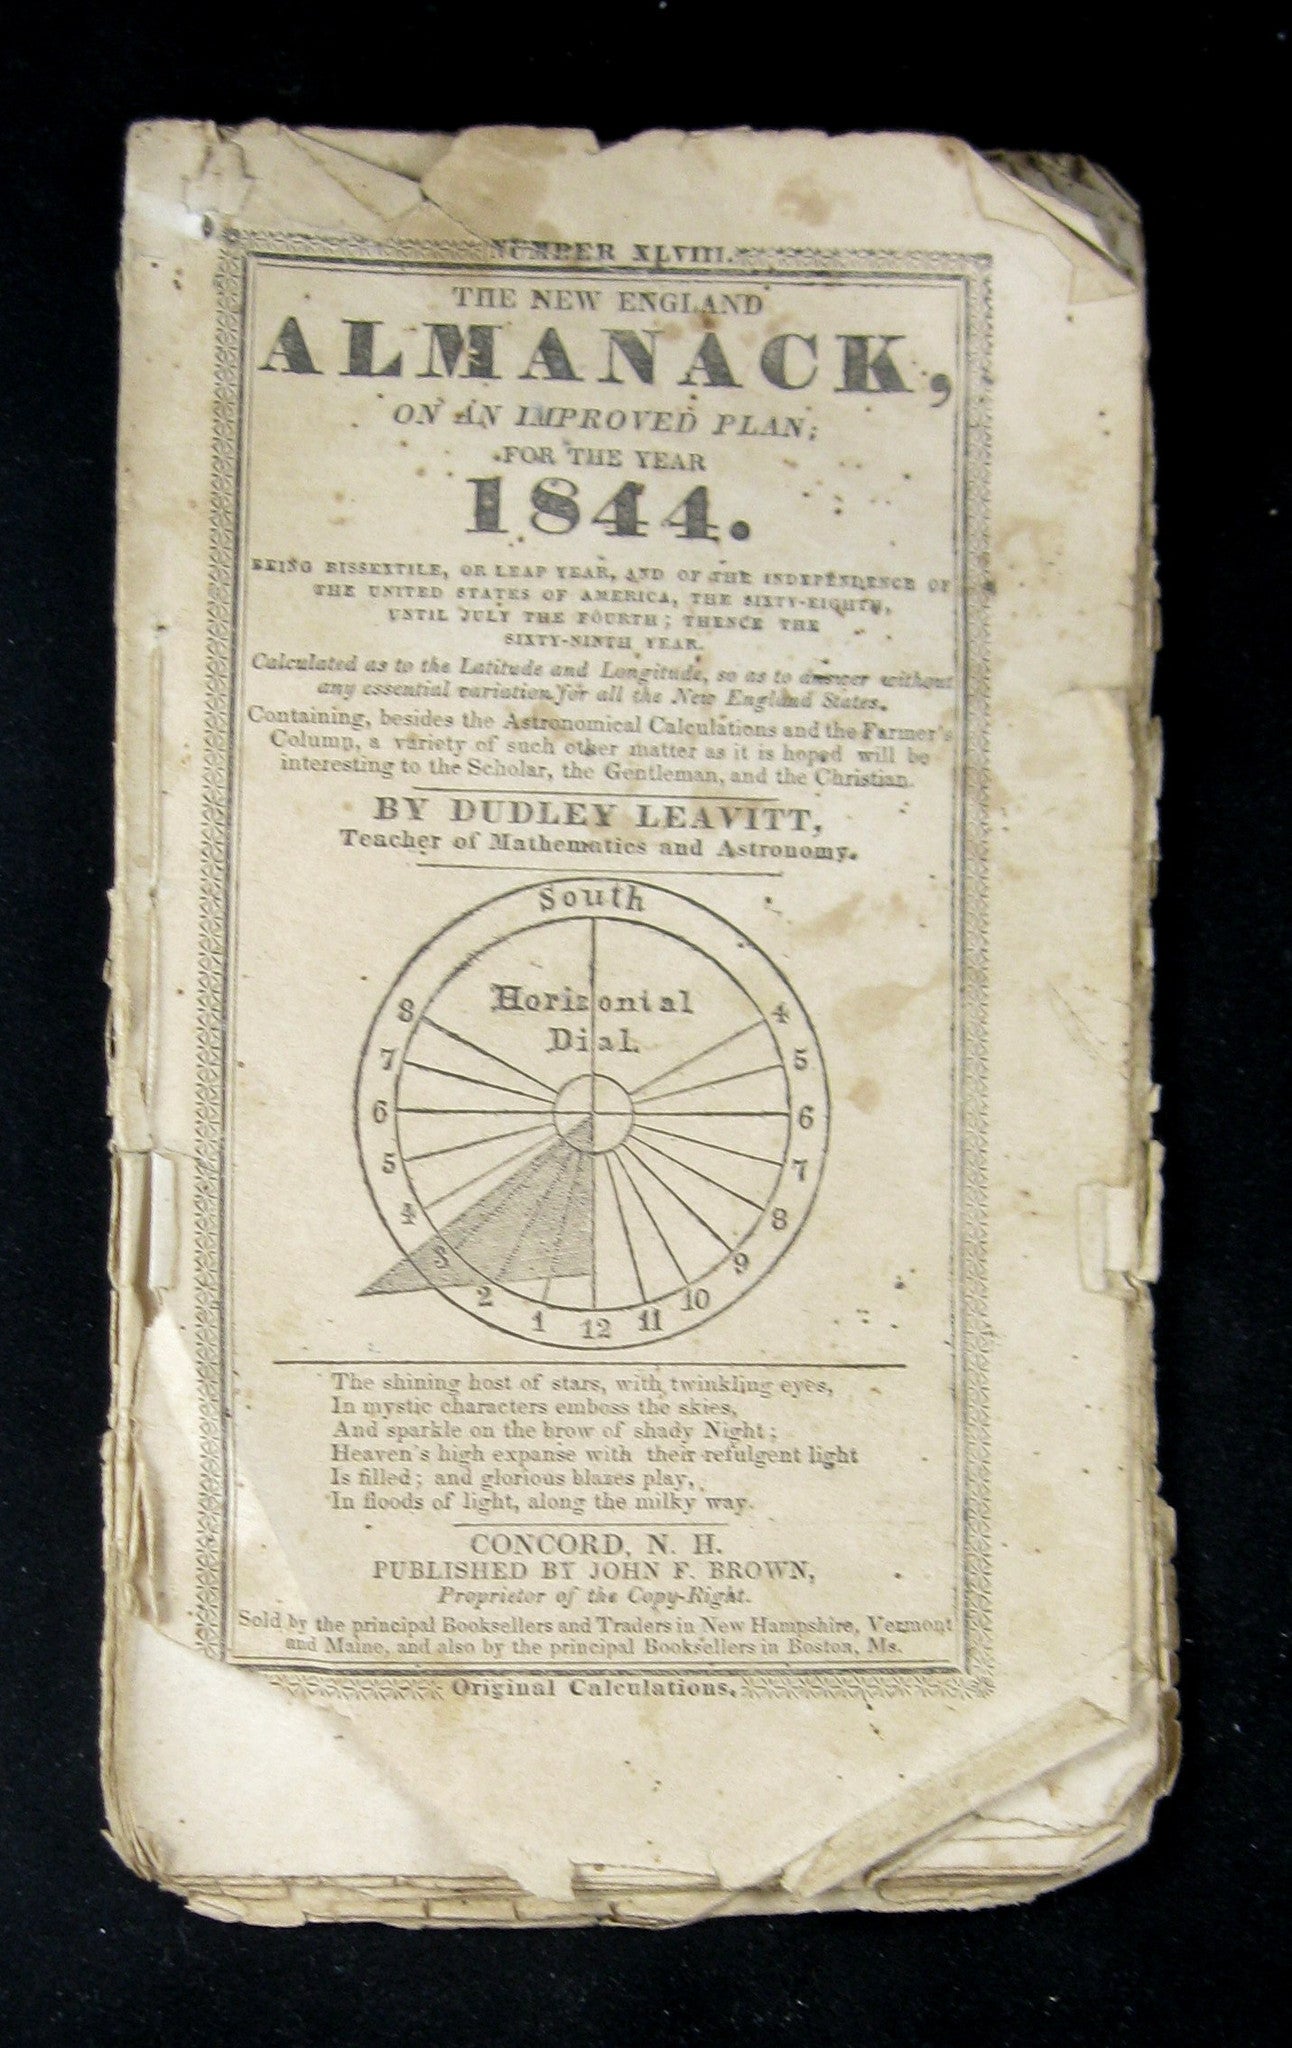 NUMBER XLVIII.
THE NEW ENGLAND
ALMANACK,
ON AN IMPROVED PLAN;
FOR THE YEAR
1844.
BEING BISSEXTILE, OR LEAP YEAR, AND OF THE INDEPENDENCE OF
THE UNITED STATES OF AMERICA, THE SIXTY-EIGHTH,
UNTIL JULY THE FOURTH; THENCE THE
SIXTY-NINTH YEAR.
Calculated as to the Latitude and Longitude, so as to answer without
any essential variation for all the New England States.
Containing, besides the Astronomical Calculations and the Farmer's
Column, a variety of such other matter as it is hoped will be
interesting to the Scholar, the Gentleman, and the Christian.
BY DUDLEY LEAVITT,
Teacher of Mathematics and Astronomy.
South
Horizonial
Dial.
8 4
7 5
6 6
5 7
4 8
3 9
2 10
1 12 11
The shining host of stars, with twinkling eyes,
In mystic characters emboss the skies,
And sparkle on the brow of shady Night;
Heaven's high expanse with their refulgent light
Is filled; and glorious blazes play,
In floods of light, along the milky way.
CONCORD, N. H.
PUBLISHED BY JOHN F. BROWN,
Proprietor of the Copy-Right.
Sold by the principal Booksellers and Traders in New Hampshire, Vermont
and Maine, and also by the principal Booksellers in Boston, Ms.
Original Calculations.